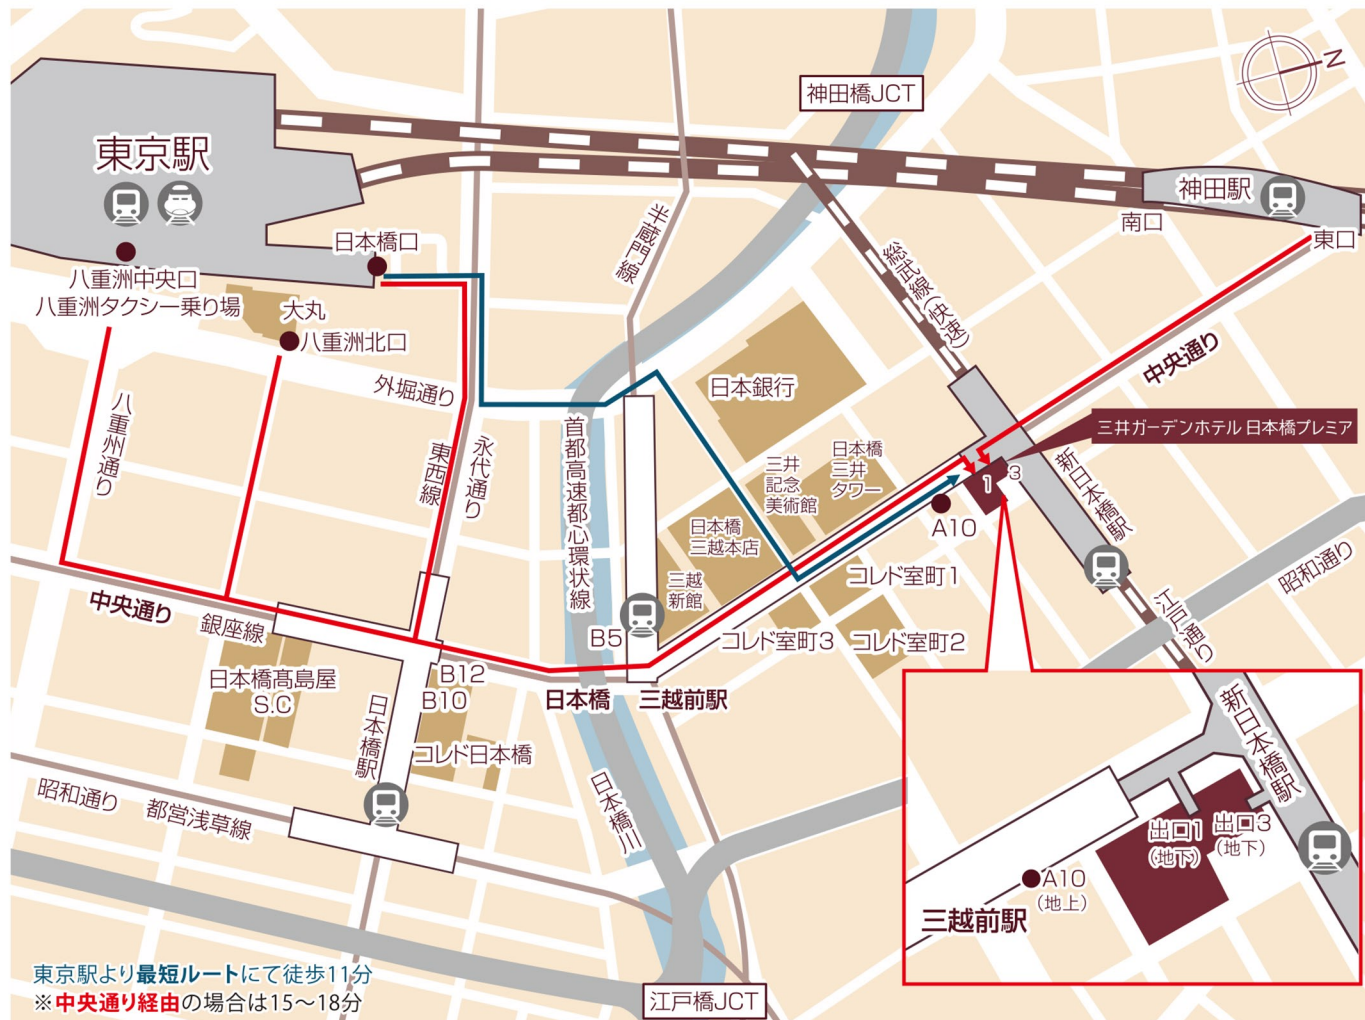 神田橋JCT
N
東京駅
神田駅
南口
東口
日本橋口
半蔵門線
総武線(快速)
八重洲中央口
八重洲タクシー乗り場
大丸
八重洲北口
外堀通り
中央通り
日本銀行
三井ガーデンホテル 日本橋プレミア
八重州通り
東西線
永代通り
首都高速都心環状線
日本橋
三井
タワー
三井
記念
美術館
1
3
新日本橋駅
A10
日本橋
三越本店
コレド室町1
三越
新館
昭和通り
中央通り
銀座線
B5
コレド室町3
コレド室町2
江戸通り
日本橋髙島屋
S.C
B12
B10
日本橋
三越前駅
日本橋駅
コレド日本橋
昭和通り
都営浅草線
日本橋川
新日本橋駅
出口1
(地下)
出口3
(地下)
A10
(地上)
三越前駅
東京駅より最短ルートにて徒歩11分
※中央通り経由の場合は15～18分
江戸橋JCT